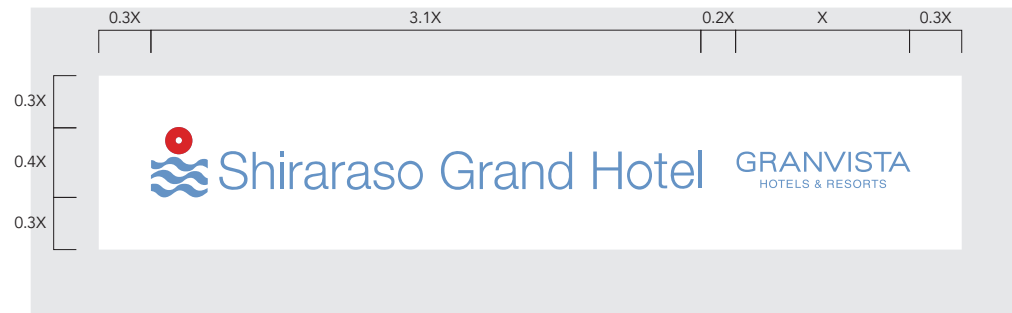 0.3X 3.1X 0.2X X 0.3X
0.3X
0.4X
0.3X
Shiraraso Grand Hotel
GRANVISTA
HOTELS & RESORTS